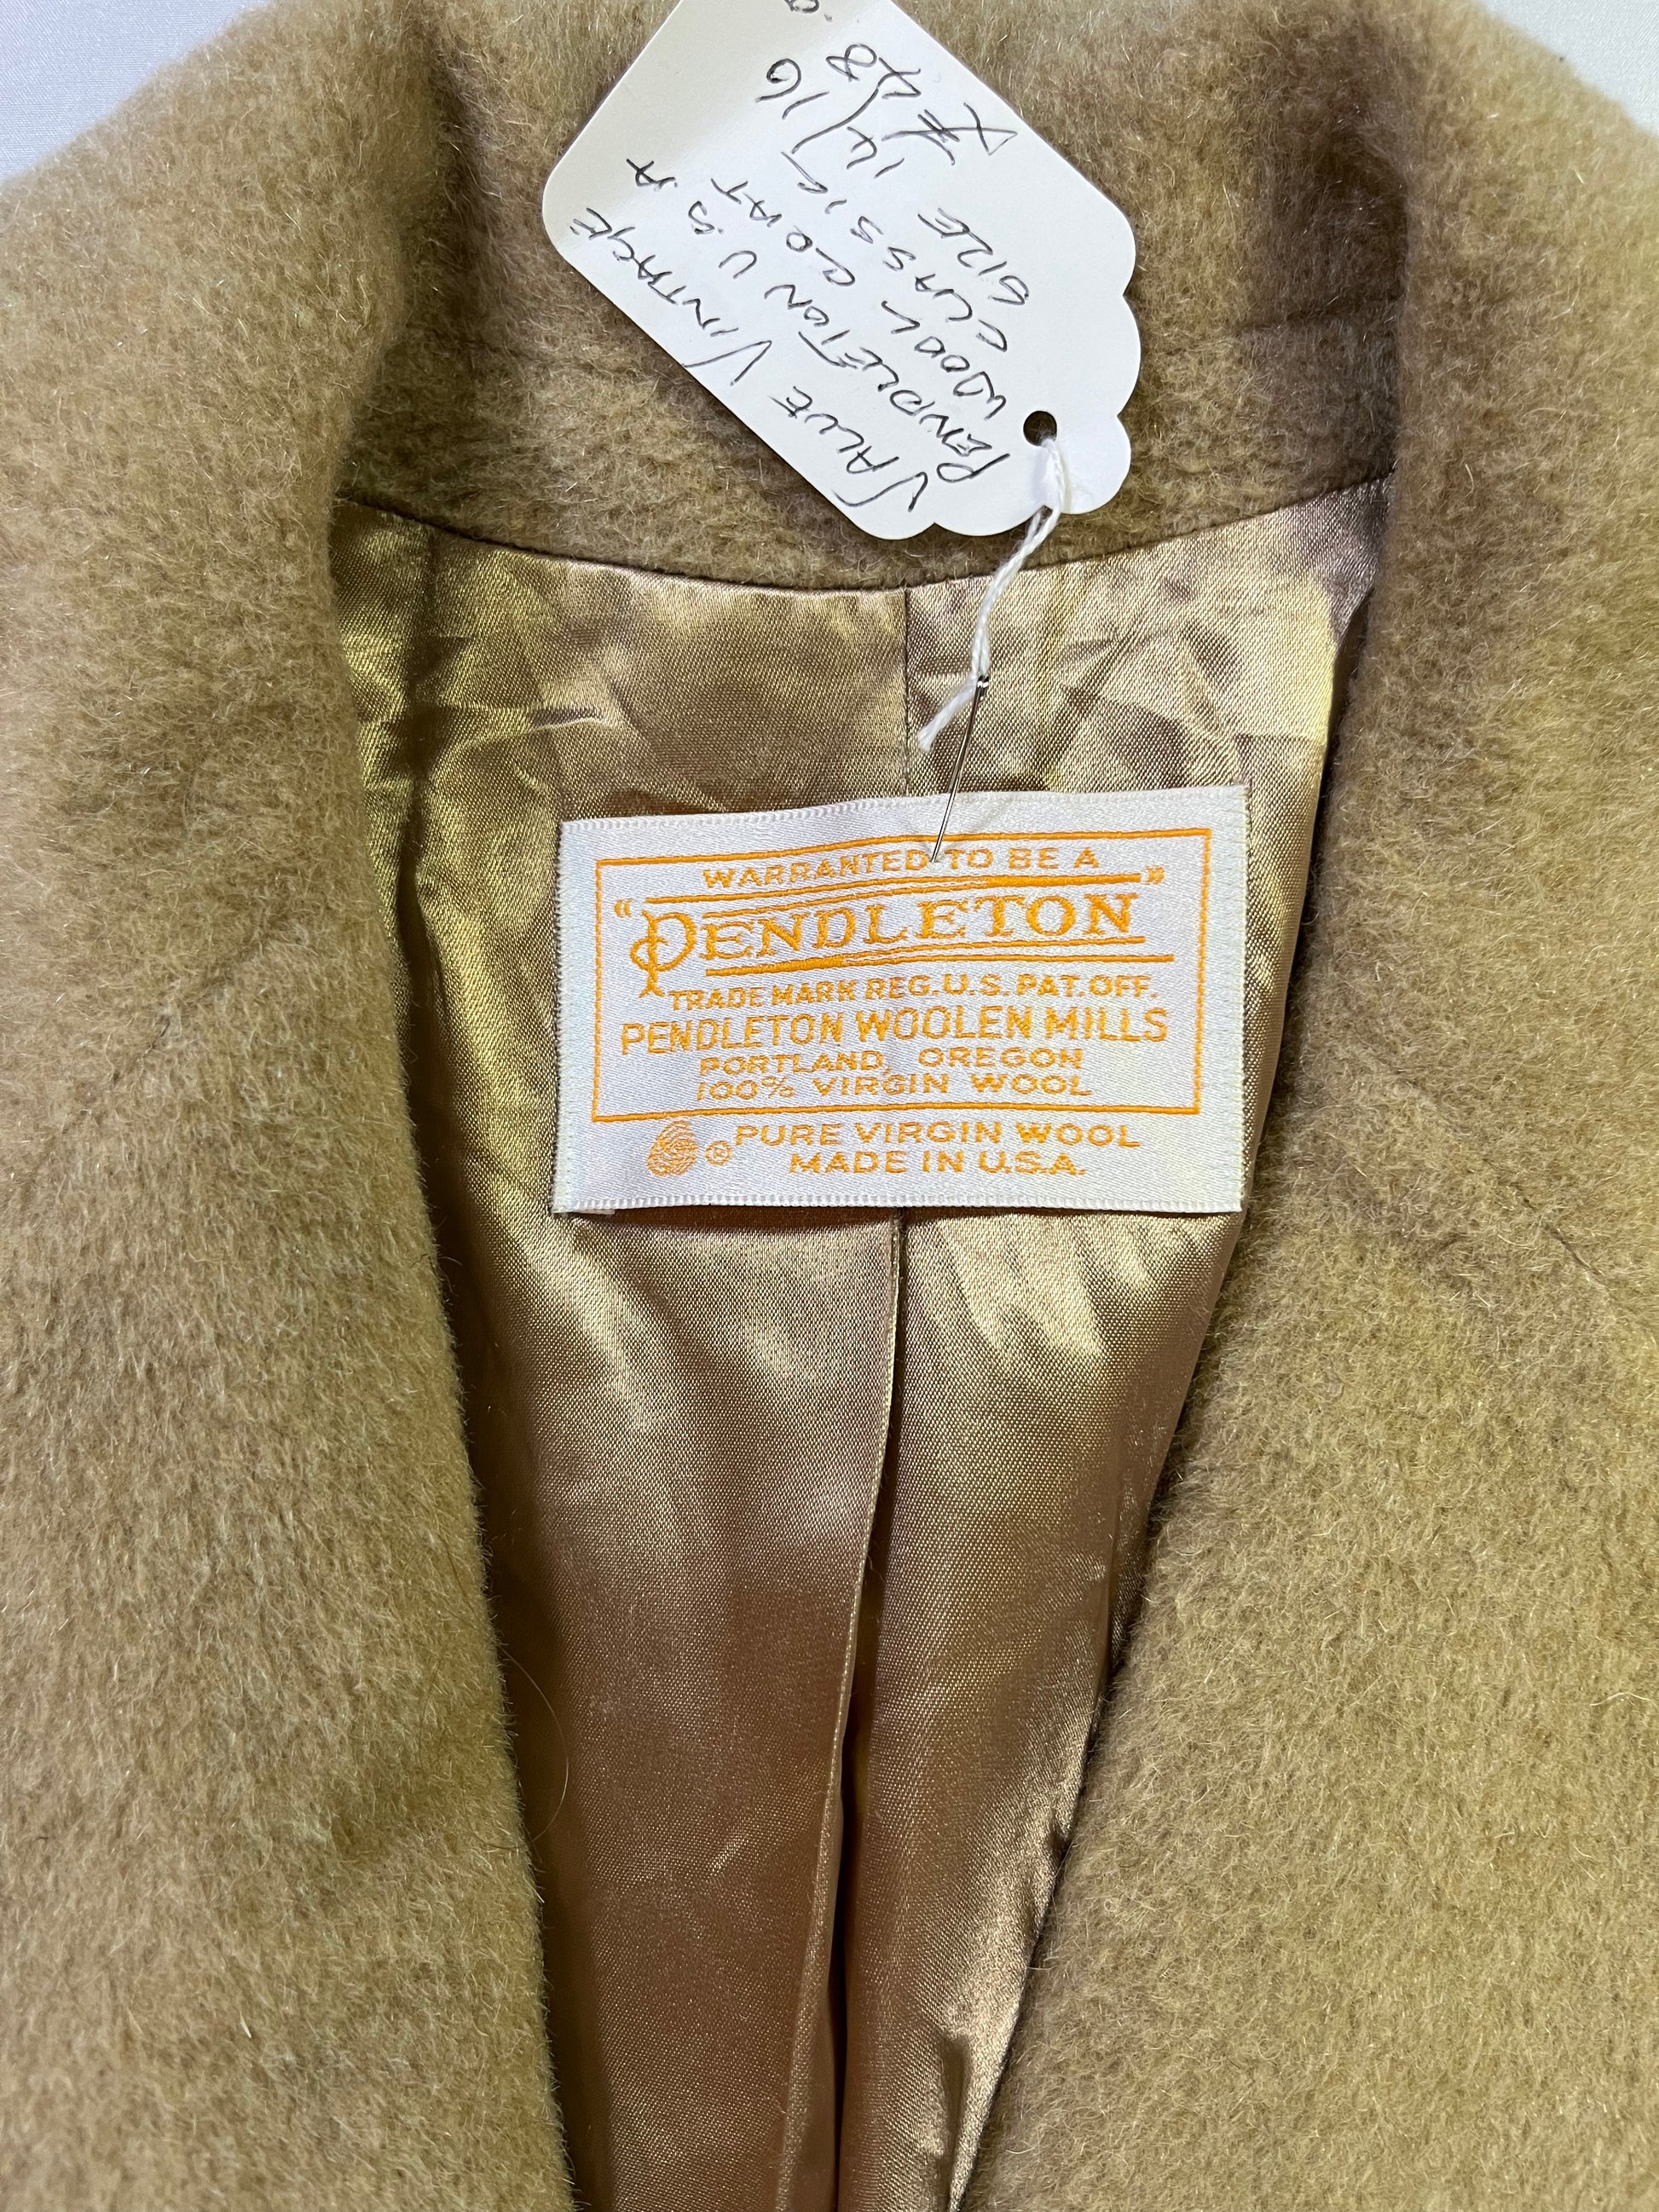 VALUE VINTAGE
PENDLETON U.S.A
WOOL COAT
CLASSIC
SIZE 14/16
#48
WARRANTED TO BE A
"PENDLETON"
TRADE MARK REG. U.S. PAT. OFF.
PENDLETON WOOLEN MILLS
PORTLAND, OREGON
100% VIRGIN WOOL
® PURE VIRGIN WOOL
MADE IN U.S.A.